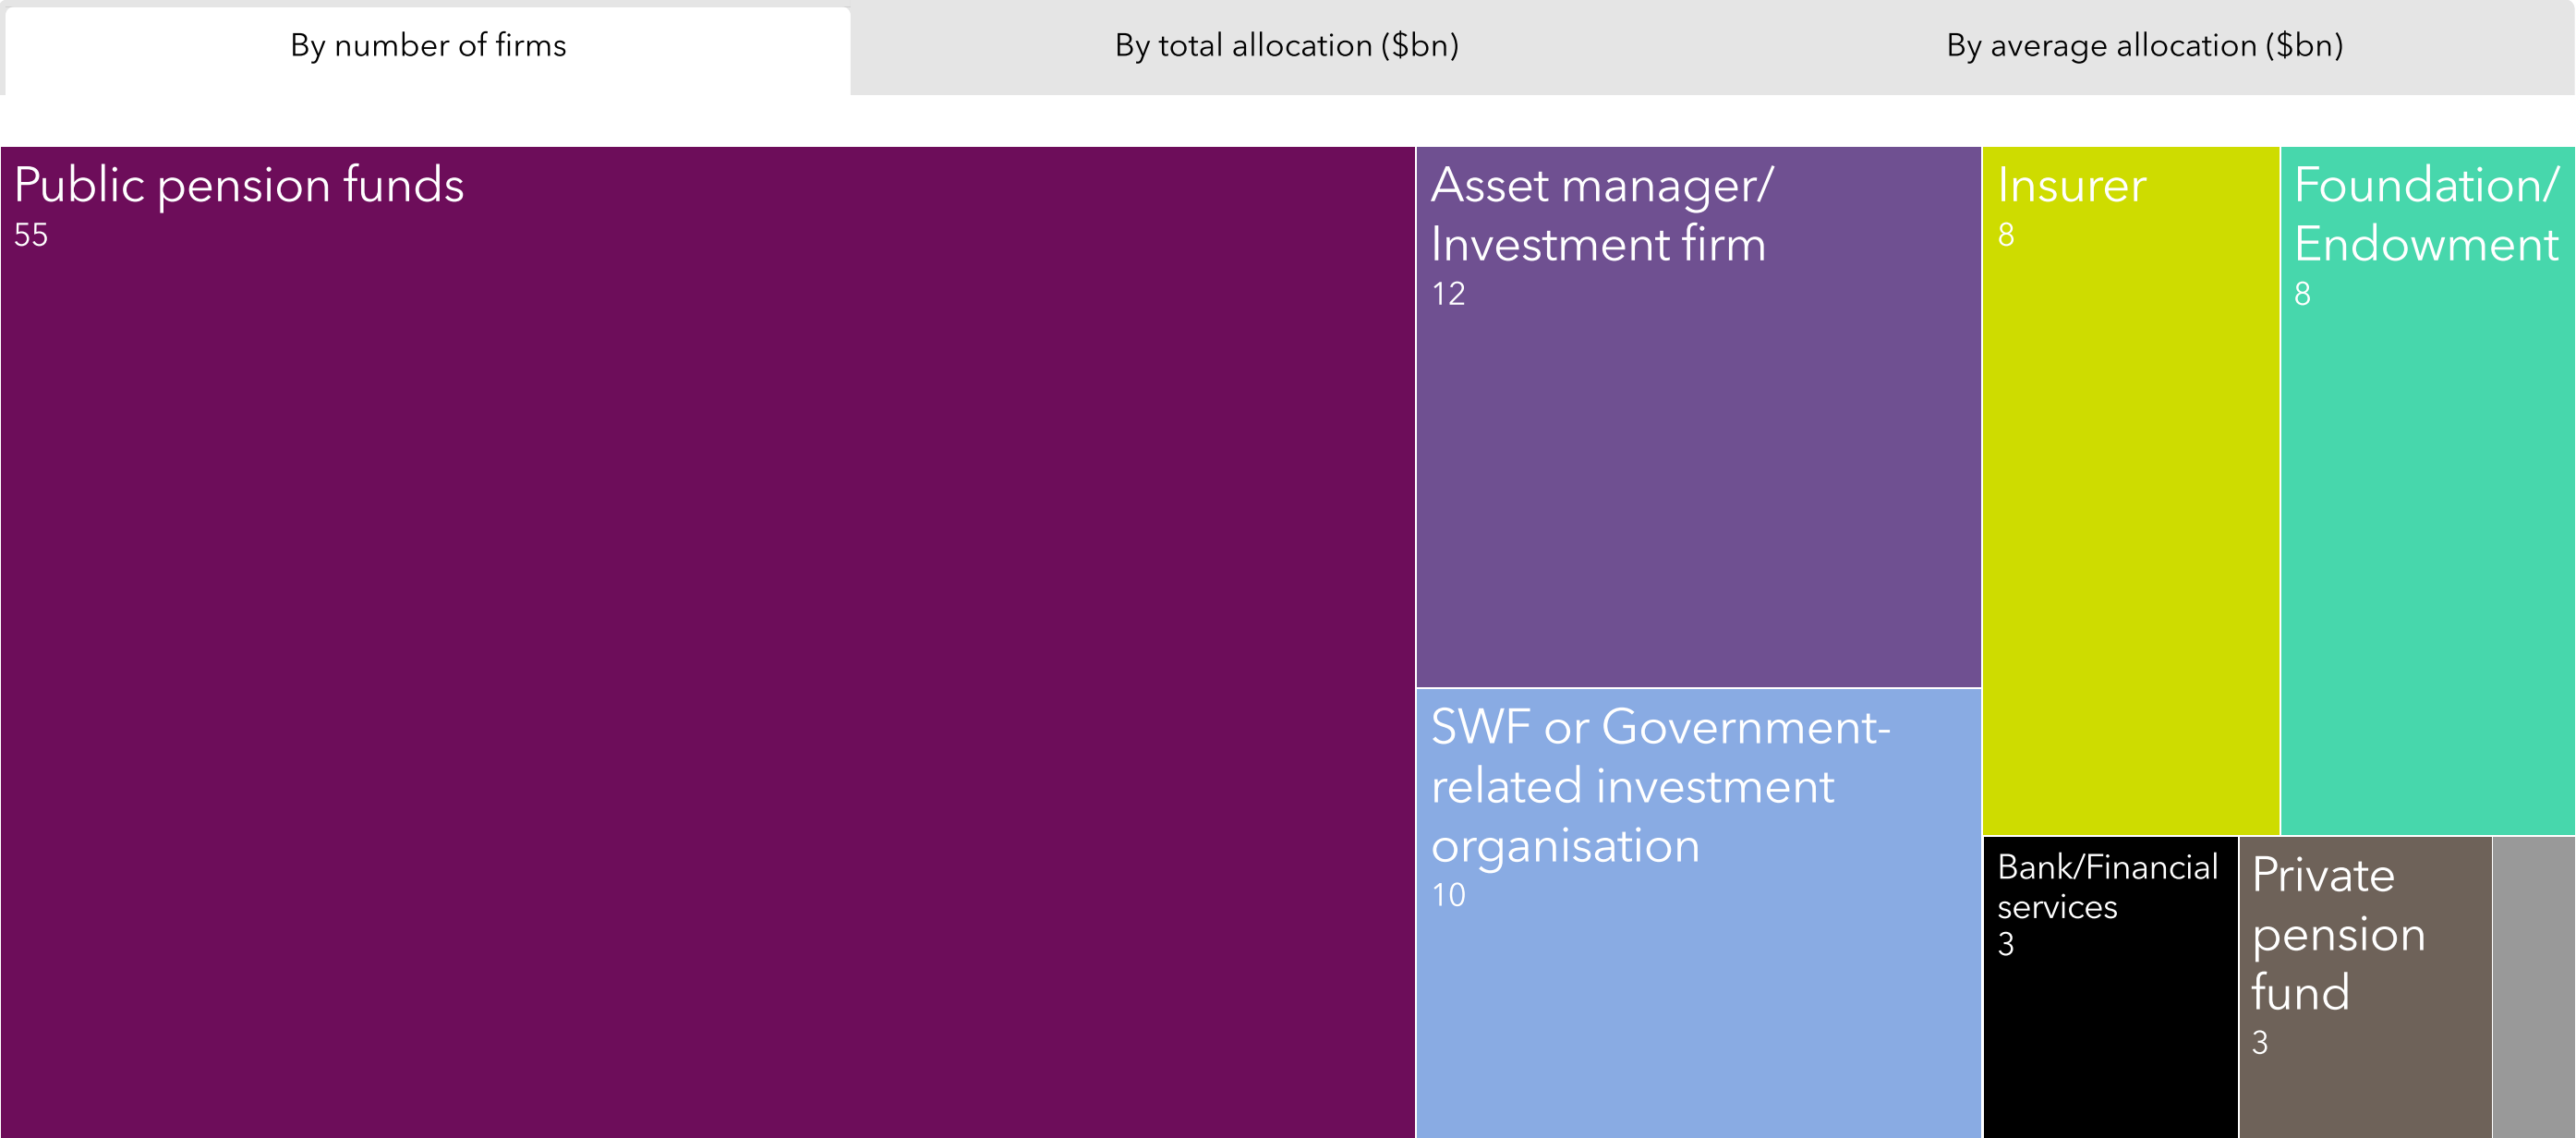 By number of firms
By total allocation ($bn)
By average allocation ($bn)
Public pension funds
55
Asset manager/
Investment firm
12
SWF or Government-
related investment
organisation
10
Insurer
8
Foundation/
Endowment
8
Bank/Financial
services
3
Private
pension
fund
3